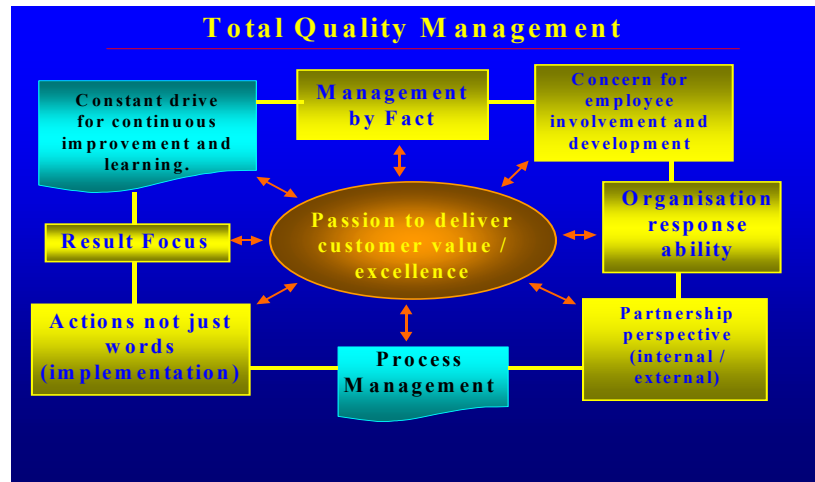 Total Quality Management
Constant drive
for continuous
improvement and
learning.
Management
by Fact
Concern for
employee
involvement and
development
Organisation
response
ability
Passion to deliver
customer value /
excellence
Result Focus
Actions not just
words
(implementation)
Process
Management
Partnership
perspective
(internal /
external)